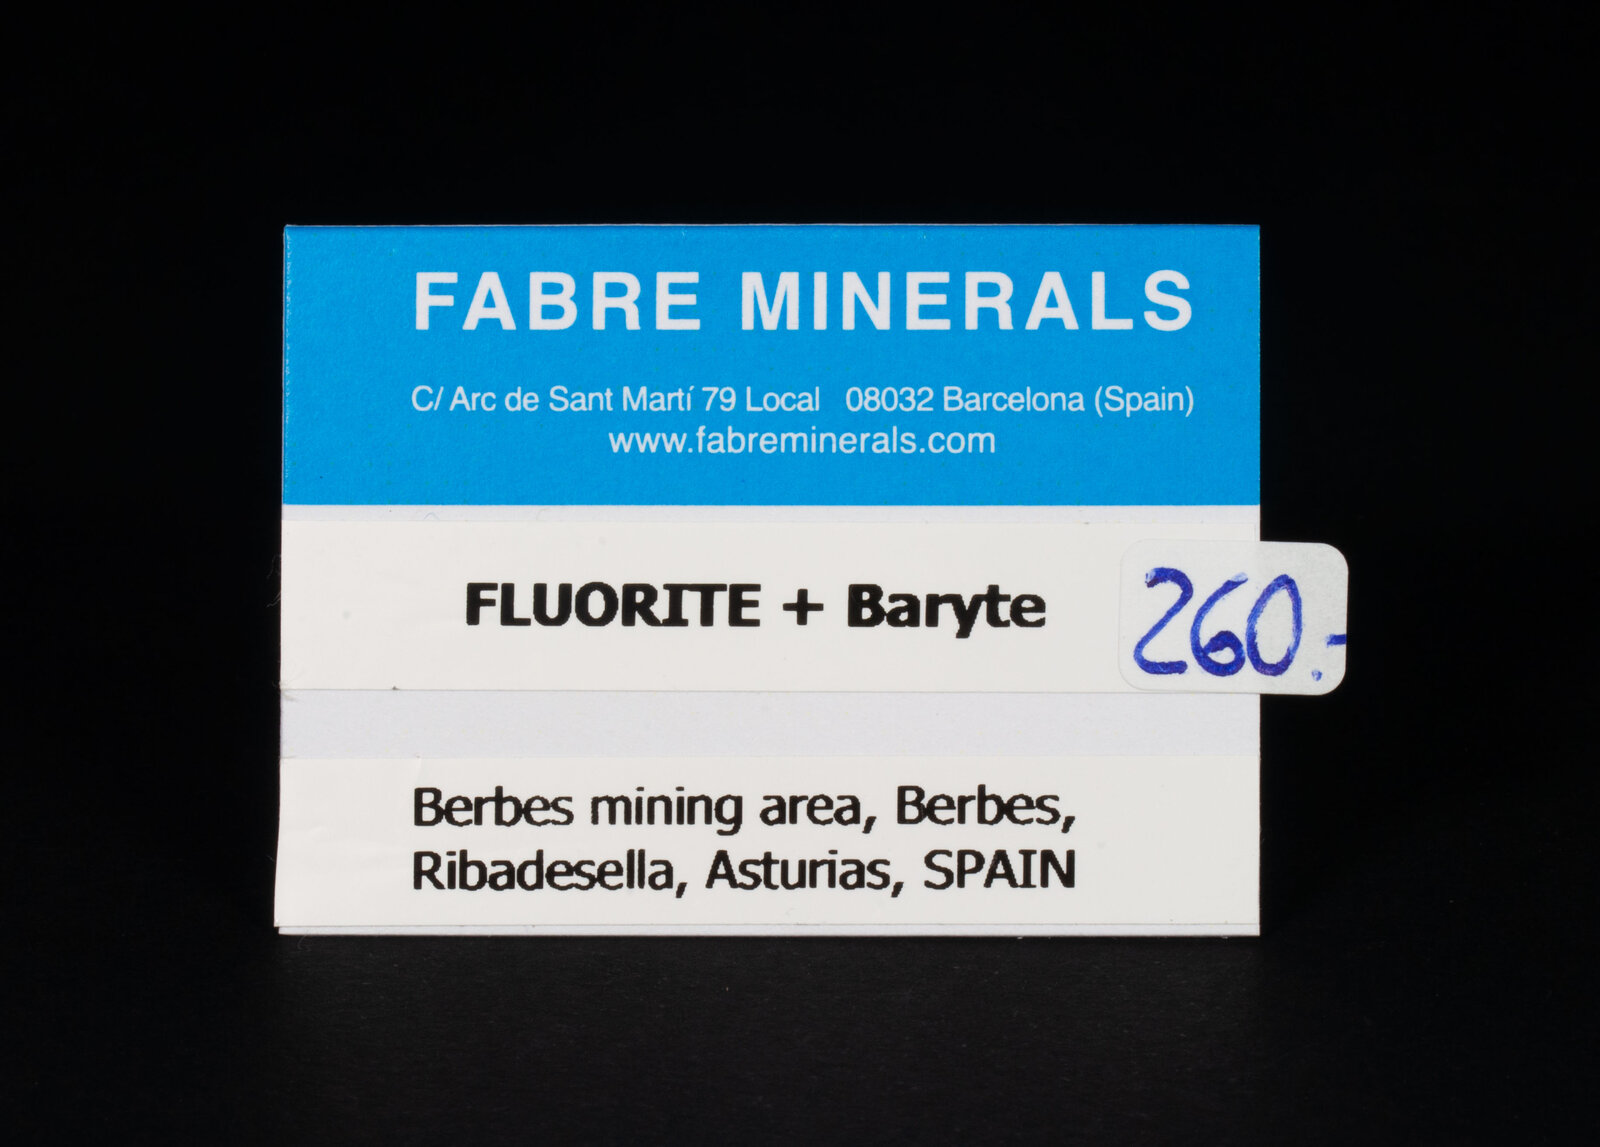 FABRE MINERALS
C/ Arc de Sant Martí 79 Local 08032 Barcelona (Spain)
www.fabreminerals.com
FLUORITE + Baryte
260.-
Berbes mining area, Berbes,
Ribadesella, Asturias, SPAIN